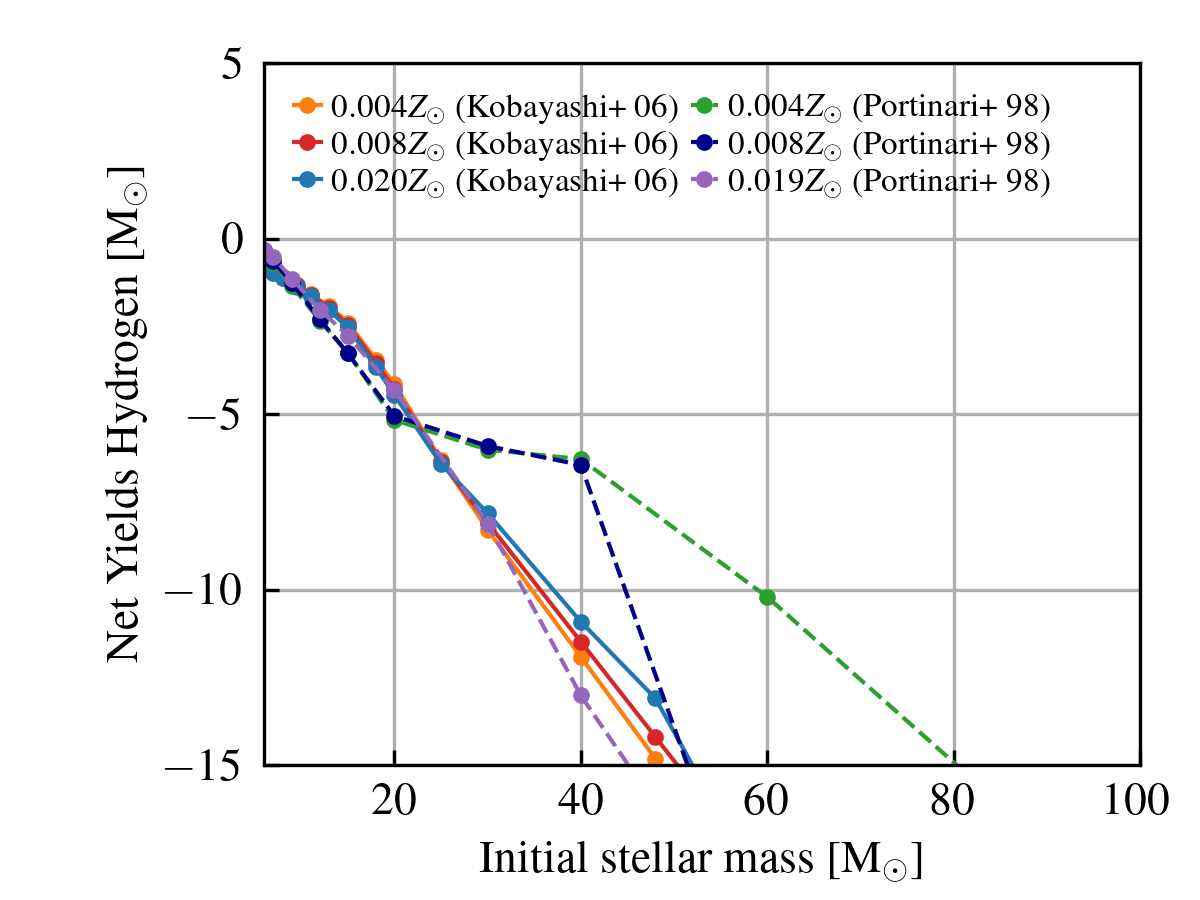 5
0.004Z⊙ (Kobayashi+ 06) 0.004Z⊙ (Portinari+ 98)
0.008Z⊙ (Kobayashi+ 06) 0.008Z⊙ (Portinari+ 98)
0.020Z⊙ (Kobayashi+ 06) 0.019Z⊙ (Portinari+ 98)
0
−5
−10
−15
Net Yields Hydrogen [M⊙]
20 40 60 80 100
Initial stellar mass [M⊙]